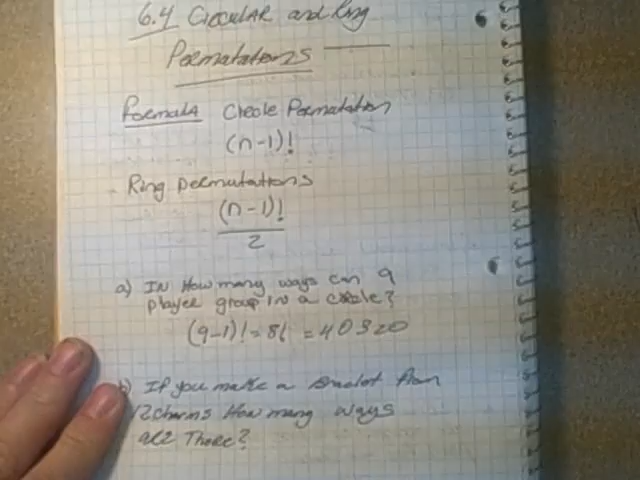 6.4 Circular and Ring
Permutations
Formula Circle Permutation
(n-1)!
Ring permutations
(n-1)!
2
a) In How many ways can 9
player group in a circle?
(9-1)! = 8! = 40320
b) If you make a braclot from
12 charms How many ways
are There?